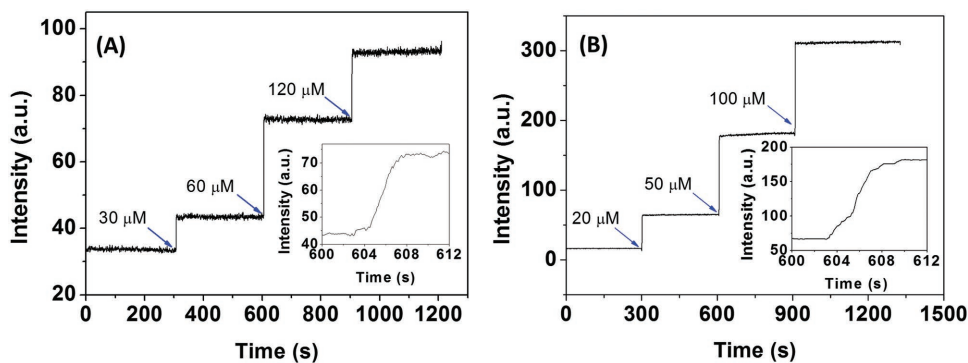 (A)
Intensity (a.u.)
100
80
60
40
20
30 μM
60 μM
120 μM
0 200 400 600 800 1000 1200
Time (s)
Intensity (a.u.)
70
60
50
40
600 604 608 612
Time (s)
(B)
Intensity (a.u.)
300
200
100
0
20 μM
50 μM
100 μM
0 300 600 900 1200 1500
Time (s)
Intensity (a.u.)
200
150
100
50
600 604 608 612
Time (s)